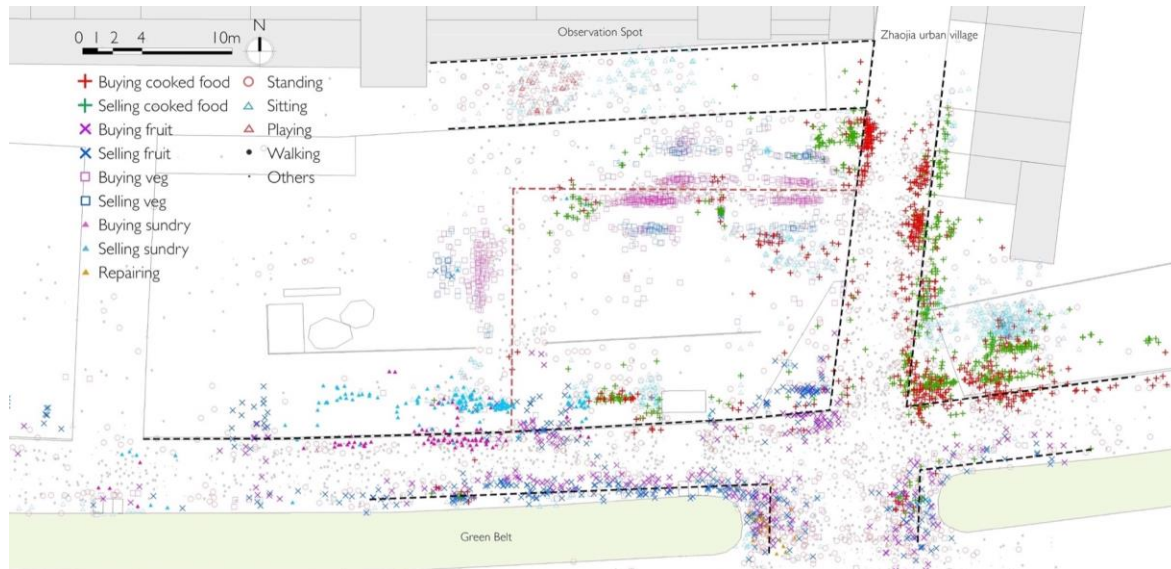 Observation Spot
Zhaojia urban village
0 1 2 4 10m
N
Buying cooked food
Selling cooked food
Buying fruit
Selling fruit
Buying veg
Selling veg
Buying sundry
Selling sundry
Repairing
Standing
Sitting
Playing
Walking
Others
Green Belt